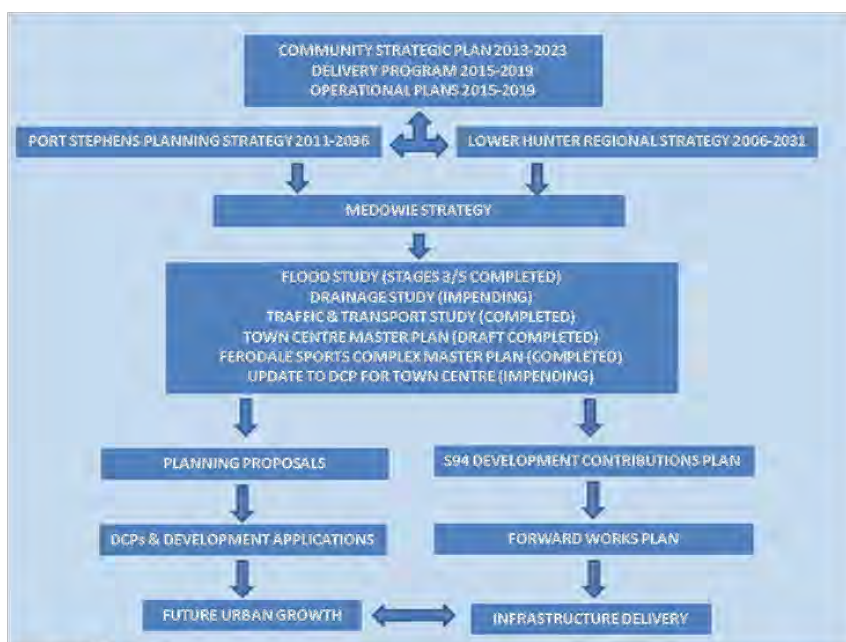 COMMUNITY STRATEGIC PLAN 2013-2023
DELIVERY PROGRAM 2015-2019
OPERATIONAL PLANS 2015-2019
PORT STEPHENS PLANNING STRATEGY 2011-2036
LOWER HUNTER REGIONAL STRATEGY 2006-2031
MEDOWIE STRATEGY
FLOOD STUDY (STAGES 3/5 COMPLETED)
DRAINAGE STUDY (IMPENDING)
TRAFFIC & TRANSPORT STUDY (COMPLETED)
TOWN CENTRE MASTER PLAN (DRAFT COMPLETED)
FERODALE SPORTS COMPLEX MASTER PLAN (COMPLETED)
UPDATE TO DCP FOR TOWN CENTRE (IMPENDING)
PLANNING PROPOSALS
S94 DEVELOPMENT CONTRIBUTIONS PLAN
DCPs & DEVELOPMENT APPLICATIONS
FORWARD WORKS PLAN
FUTURE URBAN GROWTH
INFRASTRUCTURE DELIVERY